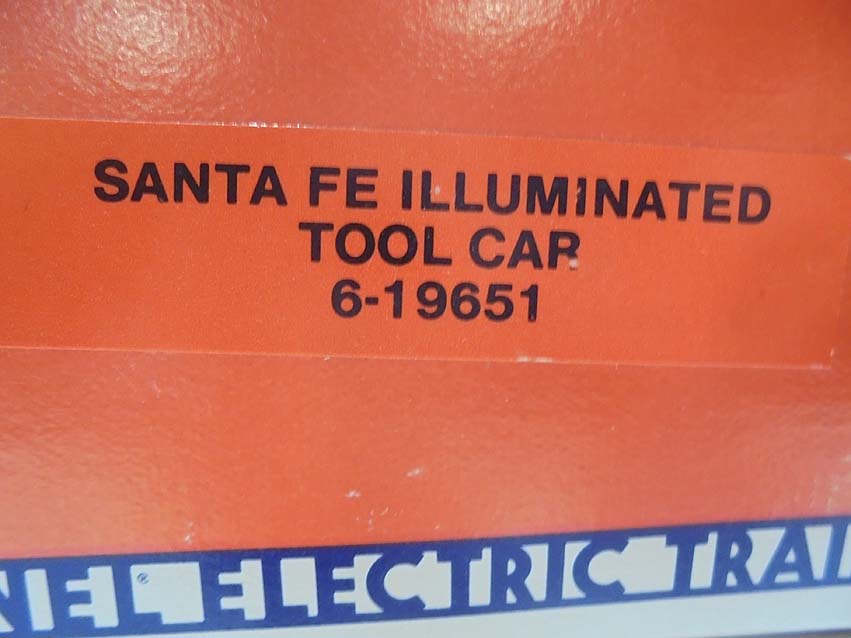 SANTA FE ILLUMINATED
TOOL CAR
6-19651
NEL® ELECTRIC TRAI